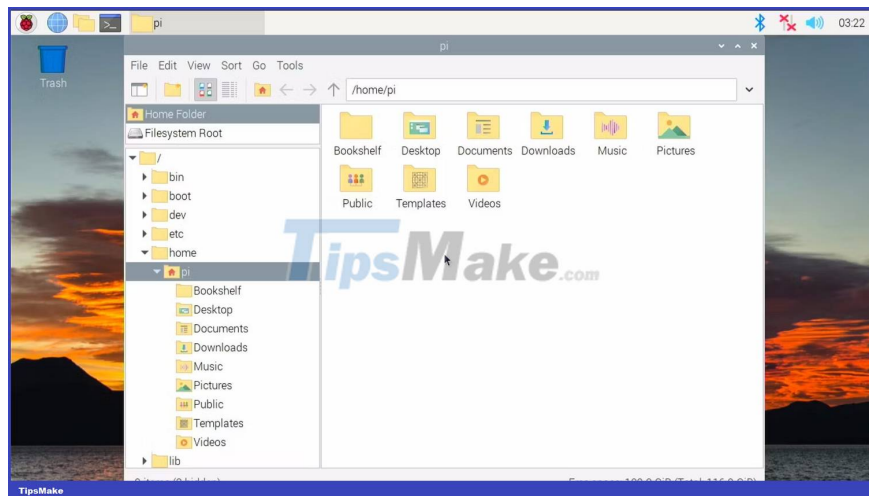 pi
03:22
Trash
pi
File Edit View Sort Go Tools
/home/pi
Home Folder
Filesystem Root
/
bin
boot
dev
etc
home
pi
Bookshelf
Desktop
Documents
Downloads
Music
Pictures
Public
Templates
Videos
lib
Bookshelf Desktop Documents Downloads Music Pictures
Public Templates Videos
TipsMake.com
TipsMake